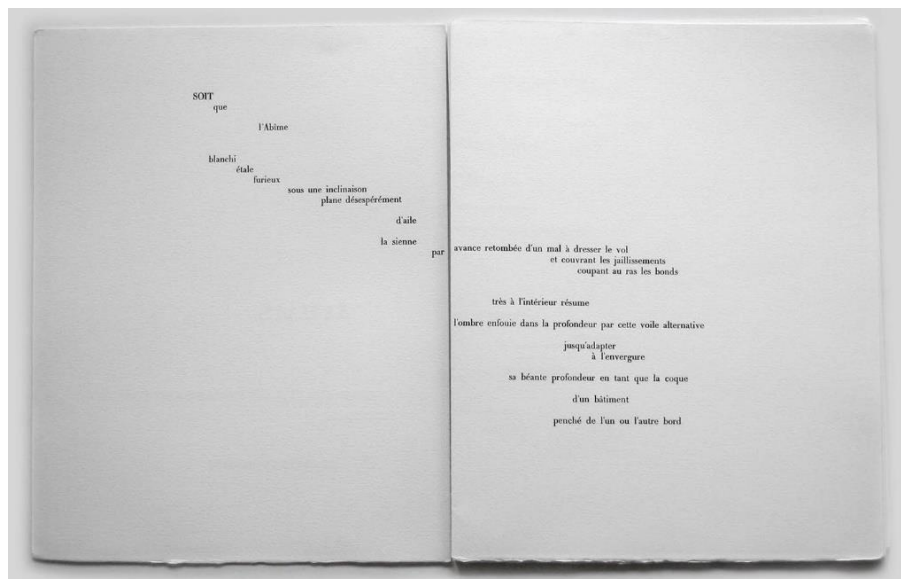 SOIT
que
l'Abîme
blanchi
étale
furieux
sous une inclinaison
plane désespérément
d'aile
la sienne
par
avance retombée d'un mal à dresser le vol
et couvrant les jaillissements
coupant au ras les bonds
très à l'intérieur résume
l'ombre enfouie dans la profondeur par cette voile alternative
jusqu'adapter
à l'envergure
sa béante profondeur en tant que la coque
d'un bâtiment
penché de l'un ou l'autre bord